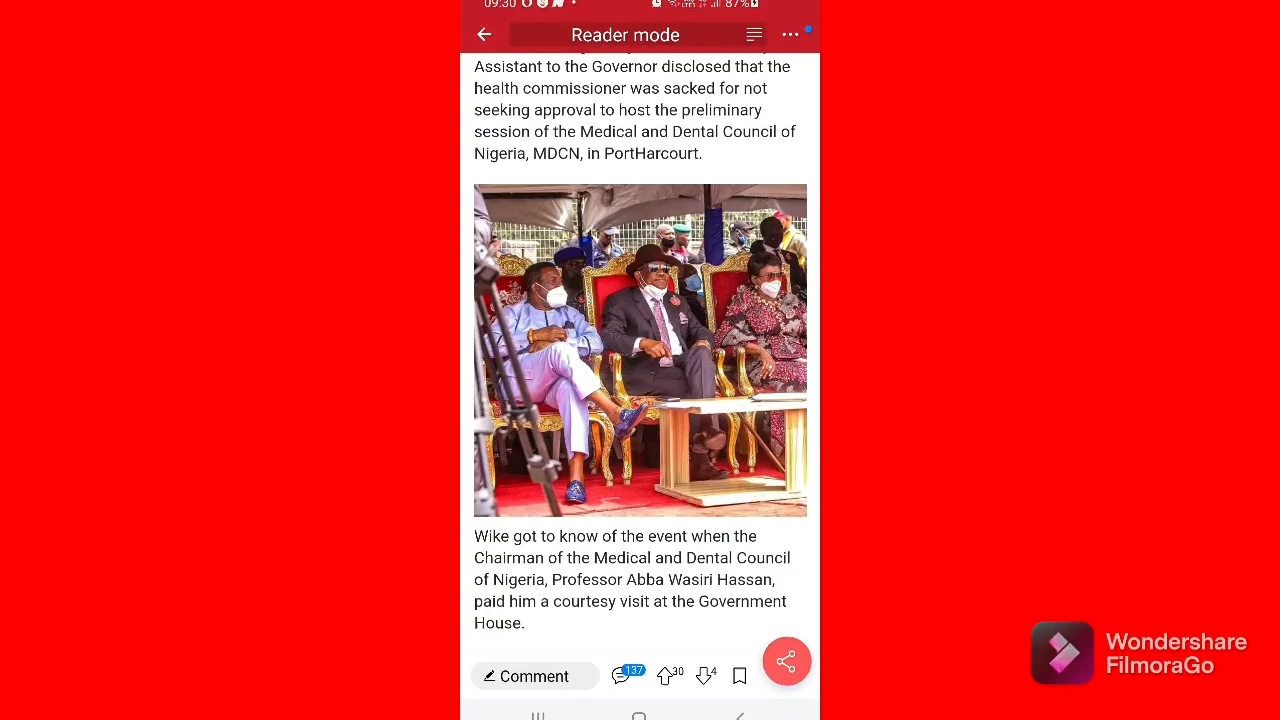 09:30
87%
Reader mode
Assistant to the Governor disclosed that the
health commissioner was sacked for not
seeking approval to host the preliminary
session of the Medical and Dental Council of
Nigeria, MDCN, in PortHarcourt.
Wike got to know of the event when the
Chairman of the Medical and Dental Council
of Nigeria, Professor Abba Wasiri Hassan,
paid him a courtesy visit at the Government
House.
Comment 137 30 4
Wondershare
FilmoraGo